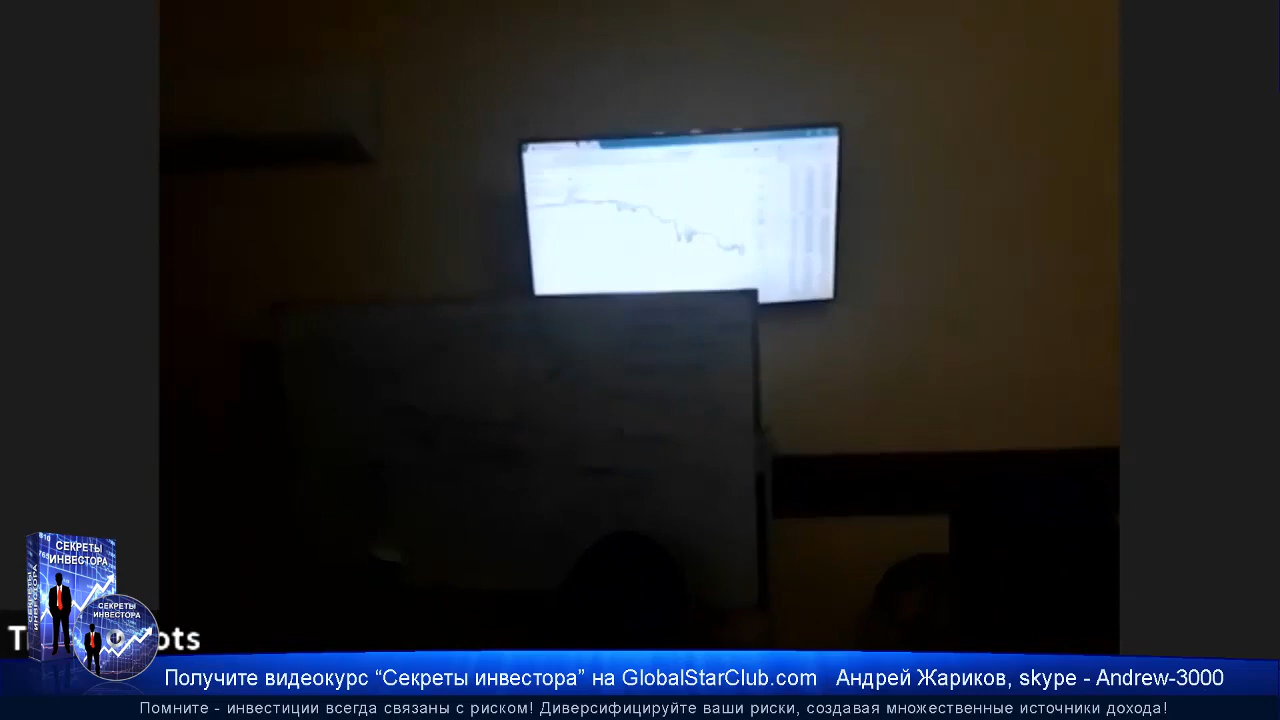 СЕКРЕТЫ
ИНВЕСТОРА
СЕКРЕТЫ
ИНВЕСТОРА
Получите видеокурс “Секреты инвестора” на GlobalStarClub.com Андрей Жариков, skype - Andrew-3000
Помните - инвестиции всегда связаны с риском! Диверсифицируйте ваши риски, создавая множественные источники дохода!